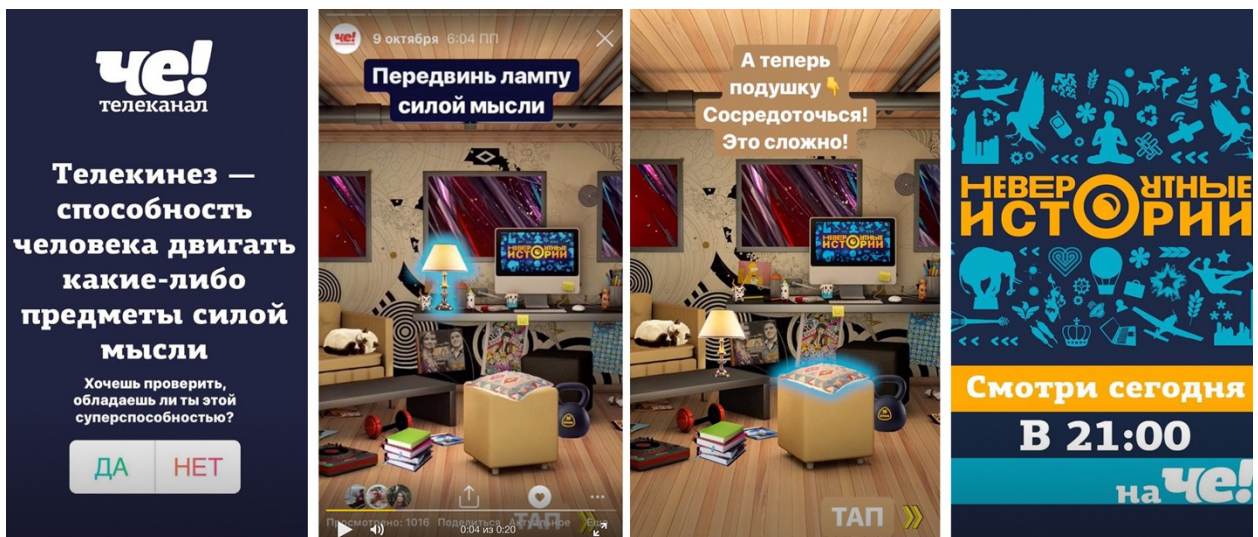 че!
телеканал
Телекинез —
способность
человека двигать
какие-либо
предметы силой
мысли
Хочешь проверить,
обладаешь ли ты этой
суперспособностью?
ДА НЕТ
че!
9 октября 6:04 ПП
Передвинь лампу
силой мысли
НЕВЕРОЯТНЫЕ
ИСТОРИИ
ТАП
Просмотрено: 1016 Поделиться Актуальное Ещё
0:04 из 0:20
А теперь
подушку👇
Сосредоточься!
Это сложно!
НЕВЕРОЯТНЫЕ
ИСТОРИИ
ТАП
НЕВЕРОЯТНЫЕ
ИСТОРИИ
Смотри сегодня
В 21:00
на че!